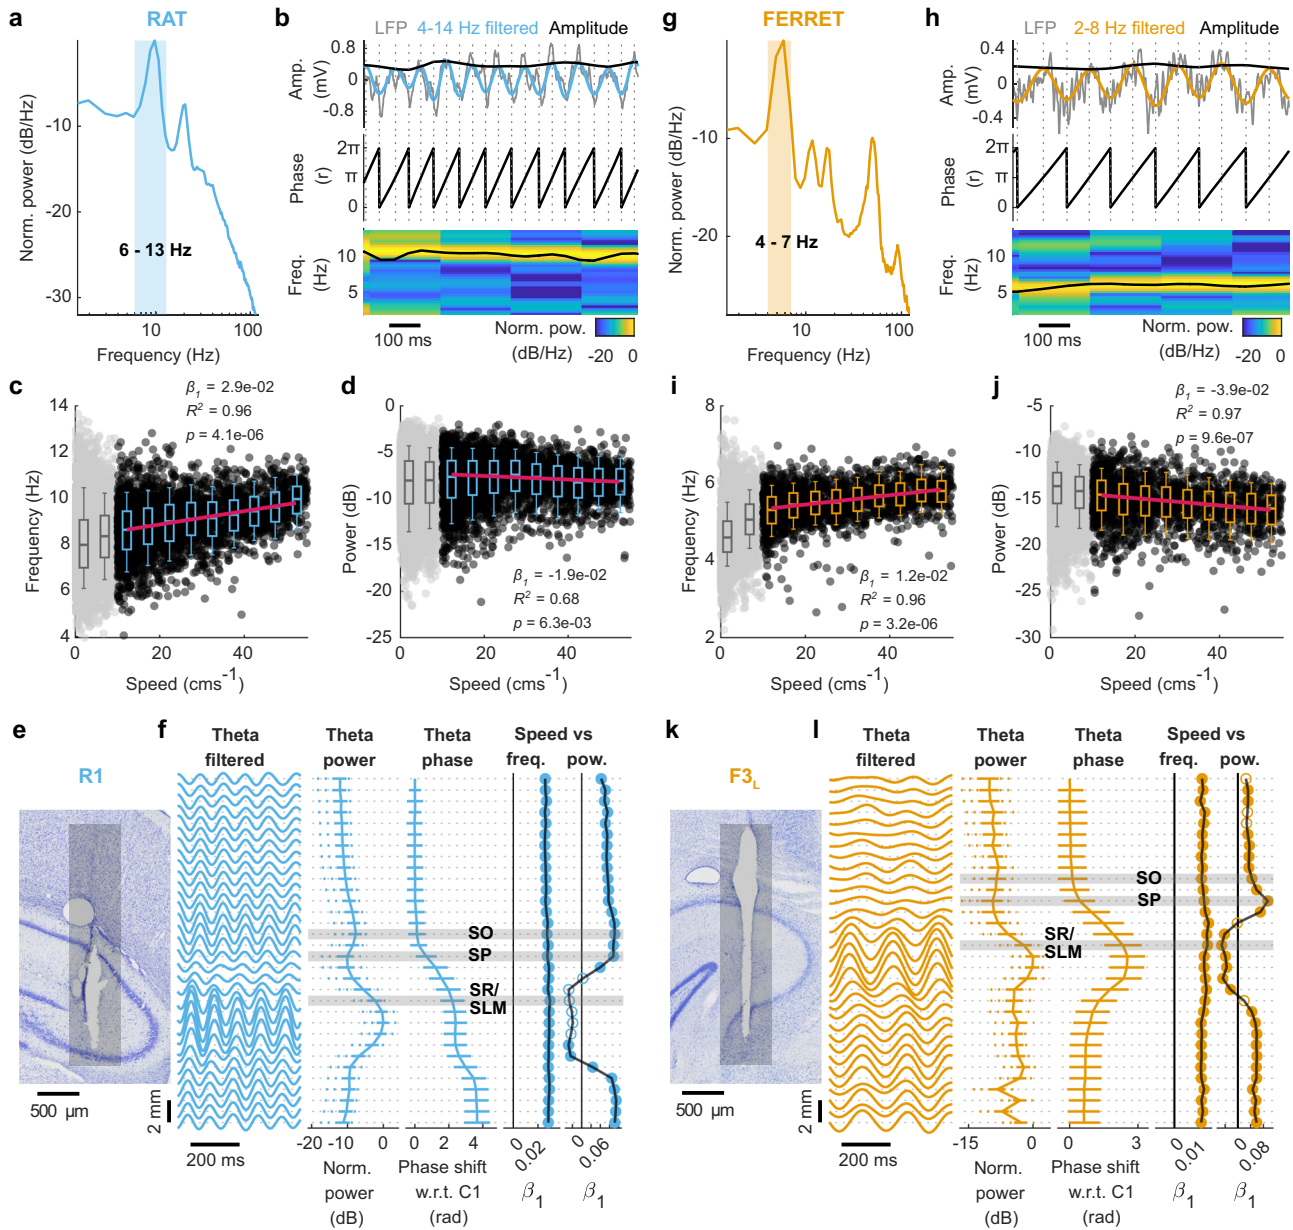 a RAT
Norm. power (dB/Hz)
-10
-20
-30
6 - 13 Hz
10 100
Frequency (Hz)
b
LFP 4-14 Hz filtered Amplitude
Amp. (mV)
0.8
0
-0.8
Phase (r)
2π
π
0
Freq. (Hz)
10
5
100 ms
Norm. pow. (dB/Hz)
-20 0
g FERRET
Norm. power (dB/Hz)
-10
-20
4 - 7 Hz
10 100
Frequency (Hz)
h
LFP 2-8 Hz filtered Amplitude
Amp. (mV)
0.4
0
-0.4
Phase (r)
2π
π
0
Freq. (Hz)
10
5
100 ms
Norm. pow. (dB/Hz)
-20 0
c
β1 = 2.9e-02
R2 = 0.96
p = 4.1e-06
Frequency (Hz)
14
12
10
8
6
4
0 20 40
Speed (cms-1)
d
Power (dB)
0
-5
-10
-15
-20
-25
β1 = -1.9e-02
R2 = 0.68
p = 6.3e-03
0 20 40
Speed (cms-1)
i
Frequency (Hz)
8
6
4
2
β1 = 1.2e-02
R2 = 0.96
p = 3.2e-06
0 20 40
Speed (cms-1)
j
β1 = -3.9e-02
R2 = 0.97
p = 9.6e-07
Power (dB)
-5
-10
-15
-20
-25
-30
0 20 40
Speed (cms-1)
e
R1
500 µm
2 mm
f
Theta filtered
Theta power
Theta phase
Speed vs
freq. pow.
SO
SP
SR/
SLM
200 ms
-20 -10 0
Norm. power (dB)
0 2 4
Phase shift w.r.t. C1 (rad)
0 0.02
β1
0 0.06
β1
k
F3L
500 µm
2 mm
l
Theta filtered
Theta power
Theta phase
Speed vs
freq. pow.
SO
SP
SR/
SLM
200 ms
-15 0
Norm. power (dB)
0 3
Phase shift w.r.t. C1 (rad)
0 0.01
β1
0 0.08
β1